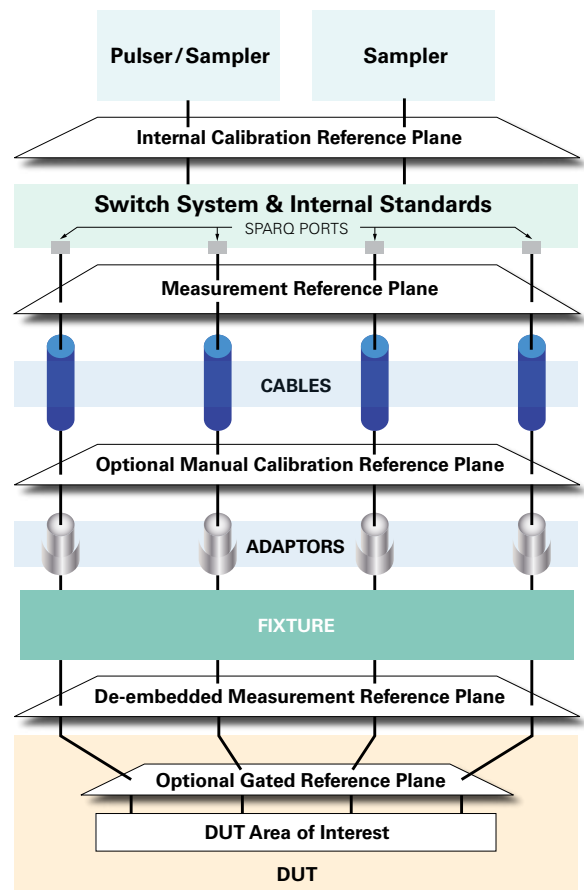 Pulser/Sampler
Sampler
Internal Calibration Reference Plane
Switch System & Internal Standards
SPARQ PORTS
Measurement Reference Plane
CABLES
Optional Manual Calibration Reference Plane
ADAPTORS
FIXTURE
De-embedded Measurement Reference Plane
Optional Gated Reference Plane
DUT Area of Interest
DUT